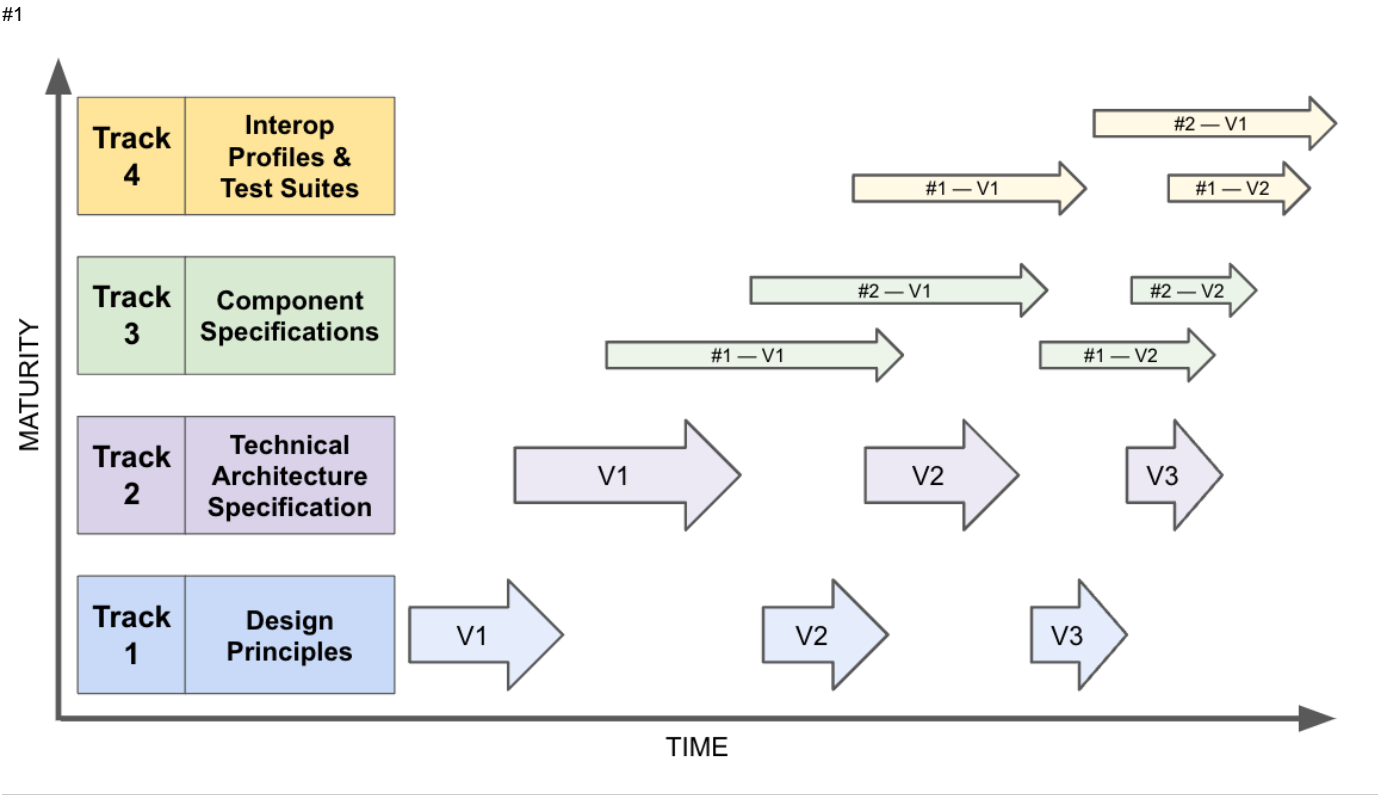 #1
Track
4
Interop
Profiles &
Test Suites
#2 — V1
#1 — V1
#1 — V2
Track
3
Component
Specifications
#2 — V1
#2 — V2
#1 — V1
#1 — V2
Track
2
Technical
Architecture
Specification
V1
V2
V3
Track
1
Design
Principles
V1
V2
V3
MATURITY
TIME